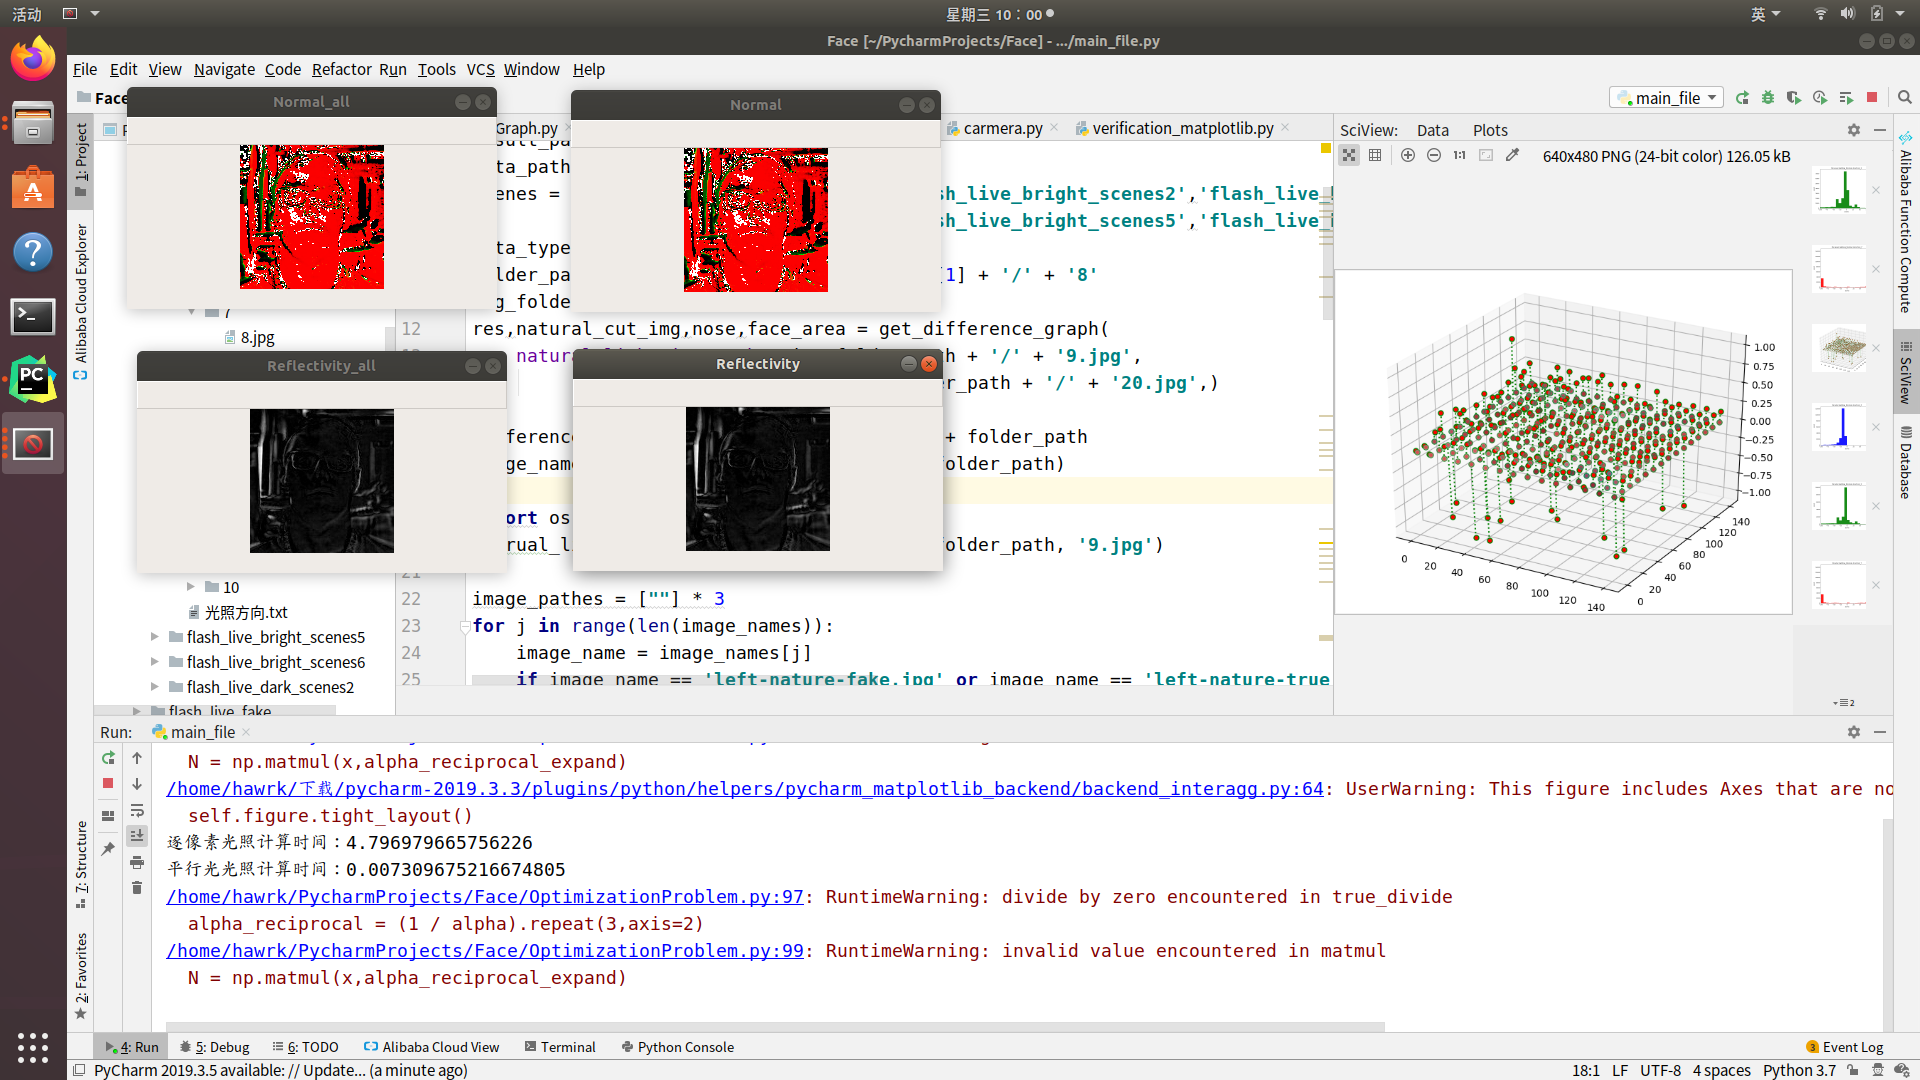 活动
星期三 10：00
英
Face [~/PycharmProjects/Face] - .../main_file.py
File Edit View Navigate Code Refactor Run Tools VCS Window Help
Face
main_file
Normal_all
Normal
Graph.py
carmera.py
verification_matplotlib.py
SciView: Data Plots
640x480 PNG (24-bit color) 126.05 kB
1: Project
Alibaba Cloud Explorer
7: Structure
2: Favorites
Alibaba Function Compute
SciView
Database
ta_path
enes =
sh_live_bright_scenes2','flash_live_
sh_live_bright_scenes5','flash_live_
ta_type
lder_pa
[1] + '/' + '8'
g_folde
12 res,natural_cut_img,nose,face_area = get_difference_graph(
natur
h + '/' + '9.jpg',
er_path + '/' + '20.jpg',)
ference
+ folder_path
ge_name
older_path)
ort os
rual_l
older_path, '9.jpg')
21
22 image_pathes = [""] * 3
23 for j in range(len(image_names)):
24 image_name = image_names[j]
25 if image_name == 'left-nature-fake.jpg' or image_name == 'left-nature-true
7
8.jpg
Reflectivity_all
Reflectivity
10
光照方向.txt
flash_live_bright_scenes5
flash_live_bright_scenes6
flash_live_dark_scenes2
flash_live_fake
1.00
0.75
0.50
0.25
0.00
−0.25
−0.50
−0.75
−1.00
0 20 40 60 80 100 120 140
0 20 40 60 80 100 120 140
2
Run: main_file
N = np.matmul(x,alpha_reciprocal_expand)
/home/hawrk/下载/pycharm-2019.3.3/plugins/python/helpers/pycharm_matplotlib_backend/backend_interagg.py:64: UserWarning: This figure includes Axes that are no
self.figure.tight_layout()
逐像素光照计算时间：4.796979665756226
平行光光照计算时间：0.007309675216674805
/home/hawrk/PycharmProjects/Face/OptimizationProblem.py:97: RuntimeWarning: divide by zero encountered in true_divide
alpha_reciprocal = (1 / alpha).repeat(3,axis=2)
/home/hawrk/PycharmProjects/Face/OptimizationProblem.py:99: RuntimeWarning: invalid value encountered in matmul
N = np.matmul(x,alpha_reciprocal_expand)
4: Run 5: Debug 6: TODO Alibaba Cloud View Terminal Python Console
3 Event Log
PyCharm 2019.3.5 available: // Update... (a minute ago)
18:1 LF UTF-8 4 spaces Python 3.7